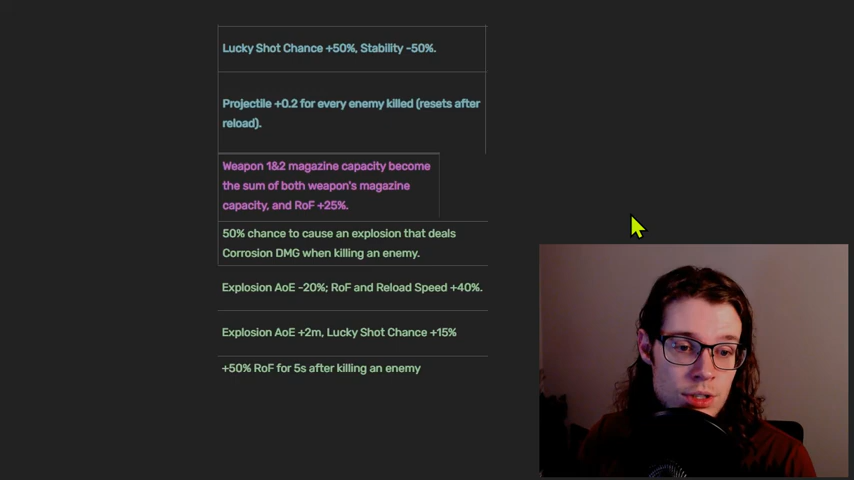 Lucky Shot Chance +50%, Stability -50%.
Projectile +0.2 for every enemy killed (resets after
reload).
Weapon 1&2 magazine capacity become
the sum of both weapon's magazine
capacity, and RoF +25%.
50% chance to cause an explosion that deals
Corrosion DMG when killing an enemy.
Explosion AoE -20%; RoF and Reload Speed +40%.
Explosion AoE +2m, Lucky Shot Chance +15%
+50% RoF for 5s after killing an enemy